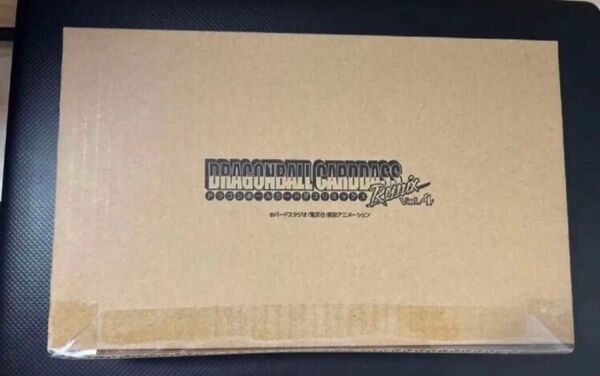 DRAGONBALL CARDDASS
ドラゴンボールカードダスリミックス
Remix
Vol.4
©バードスタジオ/集英社・東映アニメーション